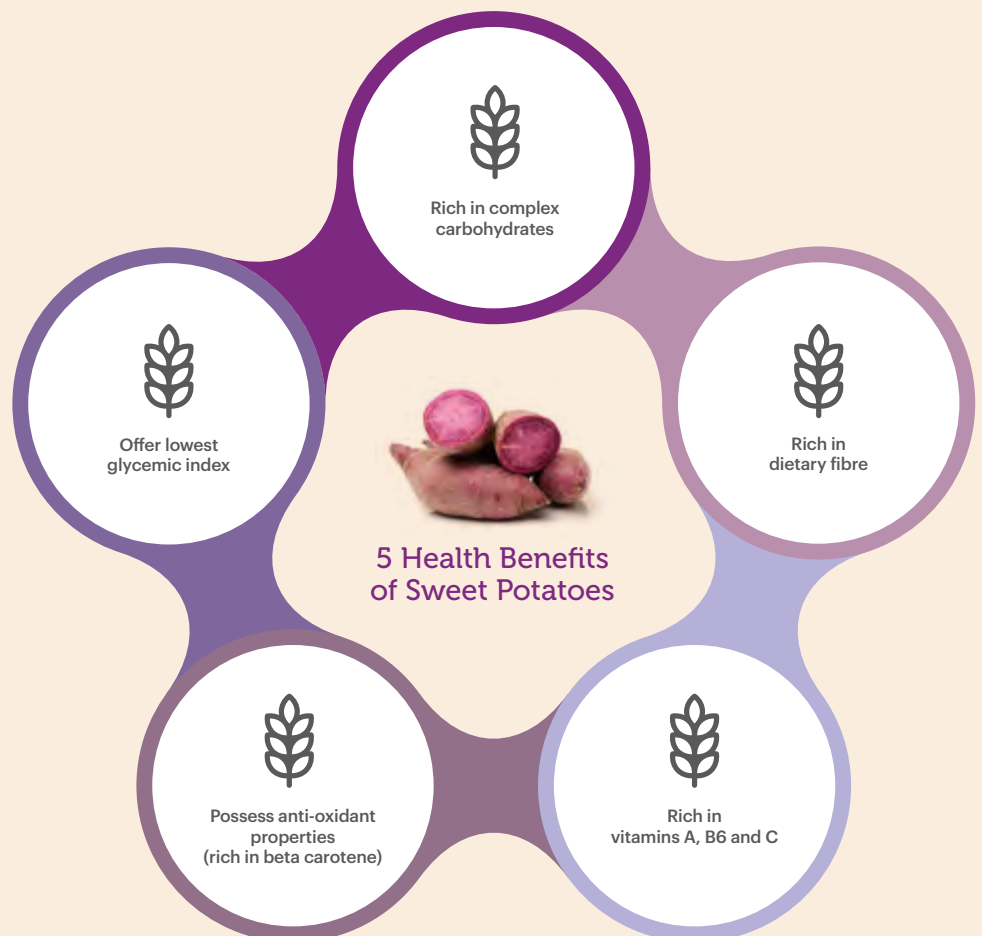 Rich in complex
carbohydrates
Offer lowest
glycemic index
Rich in
dietary fibre
5 Health Benefits
of Sweet Potatoes
Possess anti-oxidant
properties
(rich in beta carotene)
Rich in
vitamins A, B6 and C